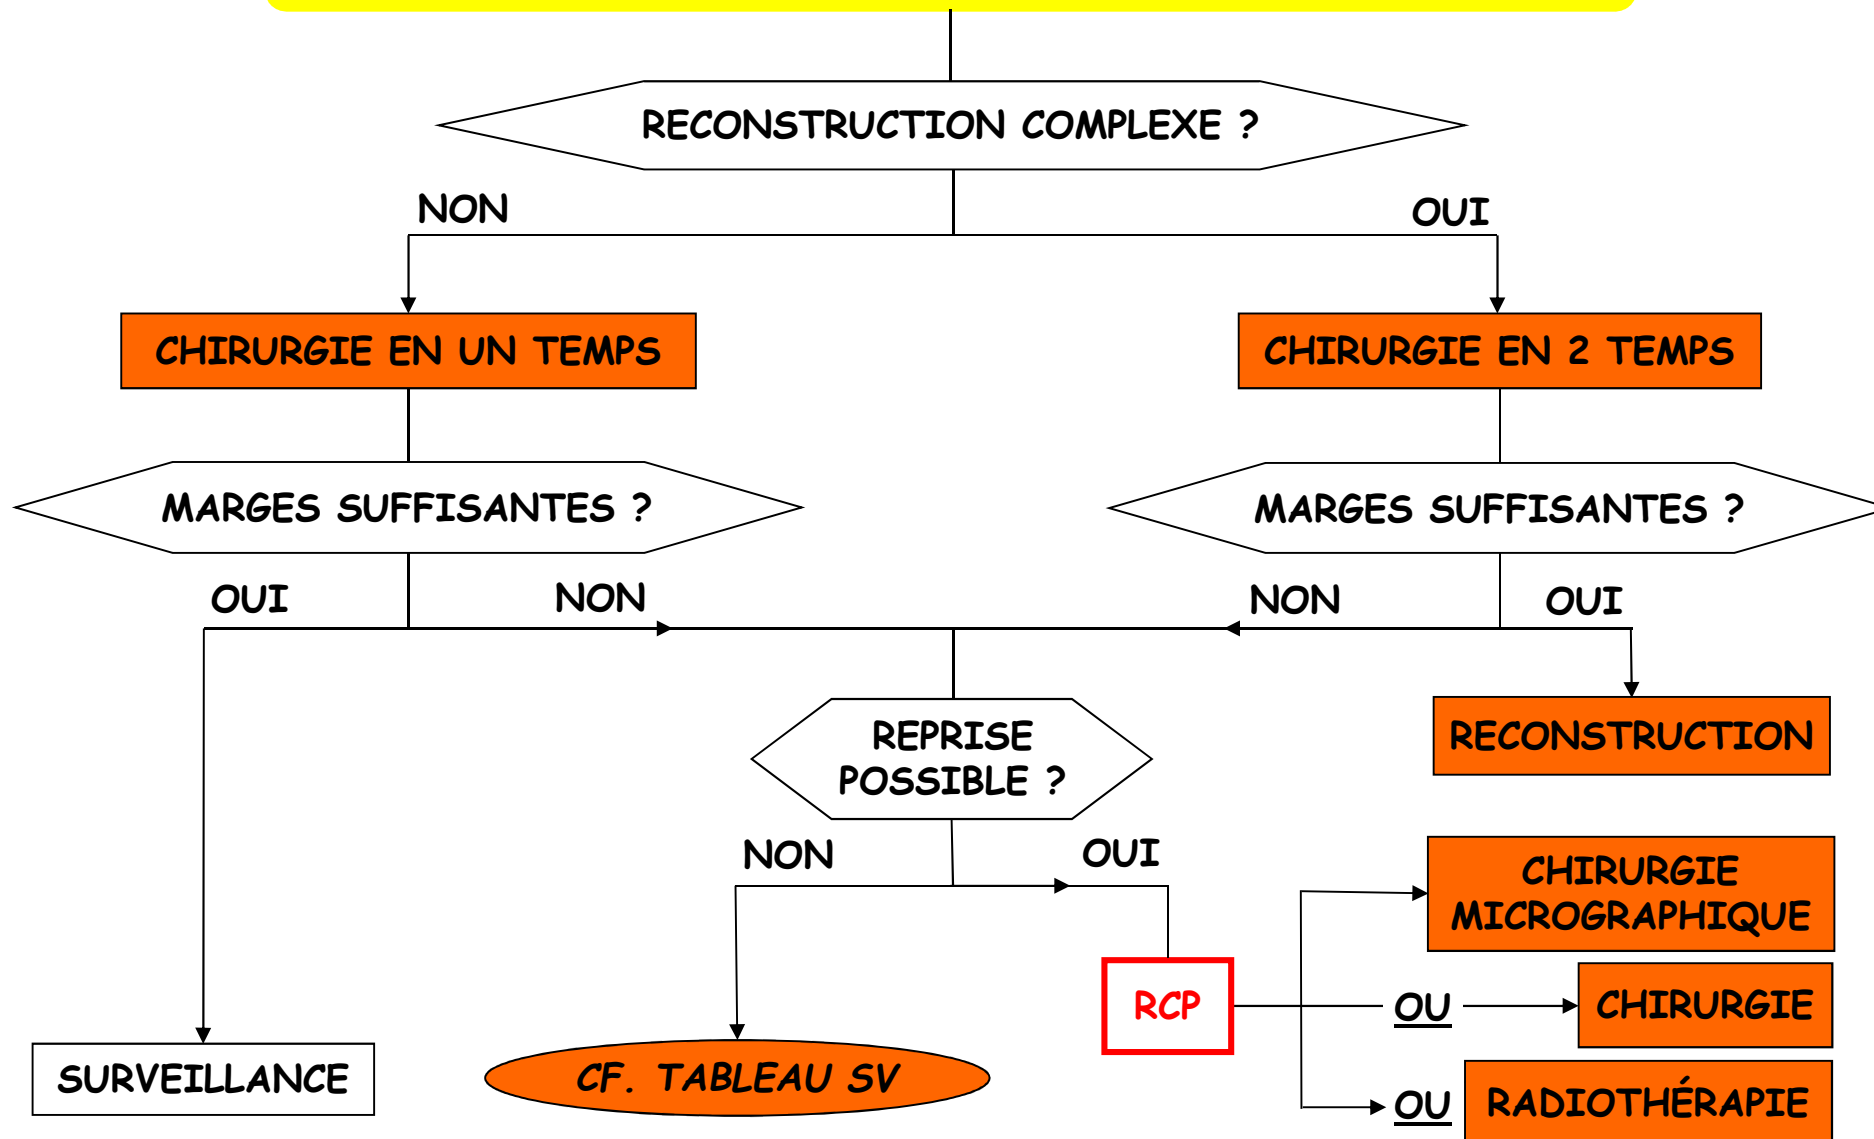 RECONSTRUCTION COMPLEXE ?
NON
OUI
CHIRURGIE EN UN TEMPS
CHIRURGIE EN 2 TEMPS
MARGES SUFFISANTES ?
MARGES SUFFISANTES ?
OUI
NON
NON
OUI
REPRISE
POSSIBLE ?
RECONSTRUCTION
NON
OUI
CHIRURGIE
MICROGRAPHIQUE
RCP
OU
CHIRURGIE
SURVEILLANCE
CF. TABLEAU SV
OU
RADIOTHÉRAPIE